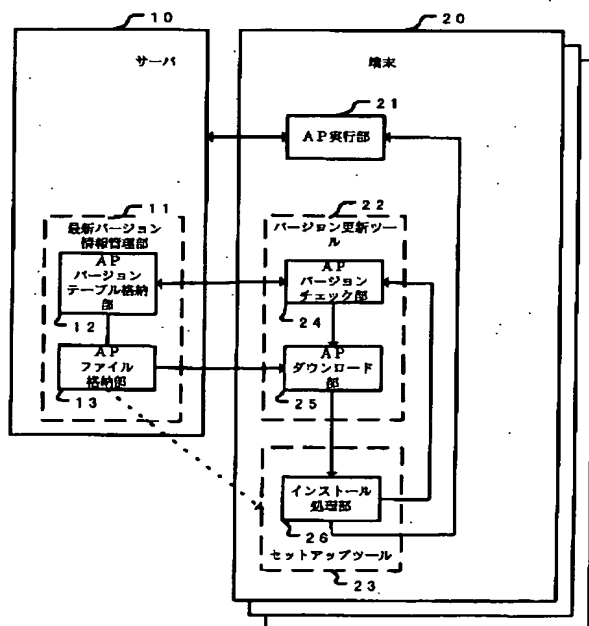 10
サーバ
20
端末
21
AP実行部
11
最新バージョン
情報管理部
AP
バージョン
テーブル格納
部
12
AP
ファイル
格納部
13
22
バージョン更新ツー
ル
AP
バージョン
チェック部
24
AP
ダウンロード
部
25
インストール
処理部
26
セットアップツール
23